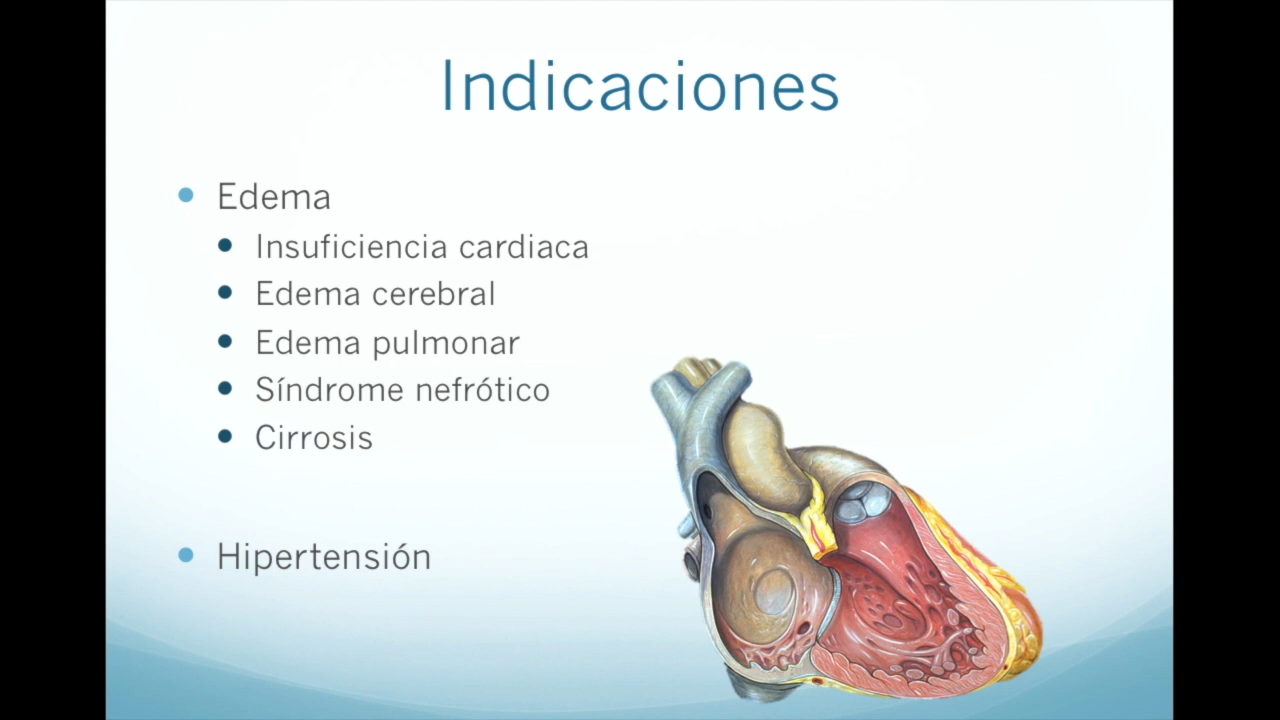 Indicaciones
Edema
Insuficiencia cardiaca
Edema cerebral
Edema pulmonar
Síndrome nefrótico
Cirrosis
Hipertensión